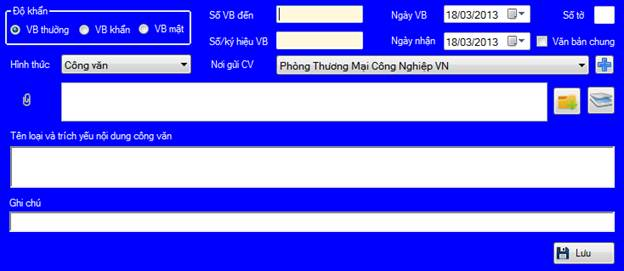 Độ khẩn
VB thường VB khẩn VB mật
Số VB đến
Ngày VB 18/03/2013
Số tờ
Số/ký hiệu VB
Ngày nhận 18/03/2013
Văn bản chung
Hình thức Công văn
Nơi gửi CV Phòng Thương Mại Công Nghiệp VN
Tên loại và trích yếu nội dung công văn
Ghi chú
Lưu